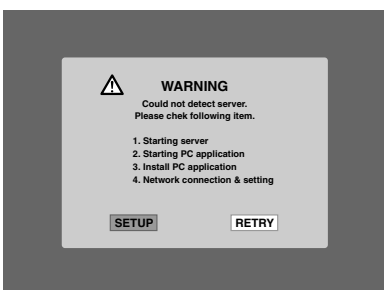 WARNING
Could not detect server.
Please chek following item.
1. Starting server
2. Starting PC application
3. Install PC application
4. Network connection & setting
SETUP
RETRY